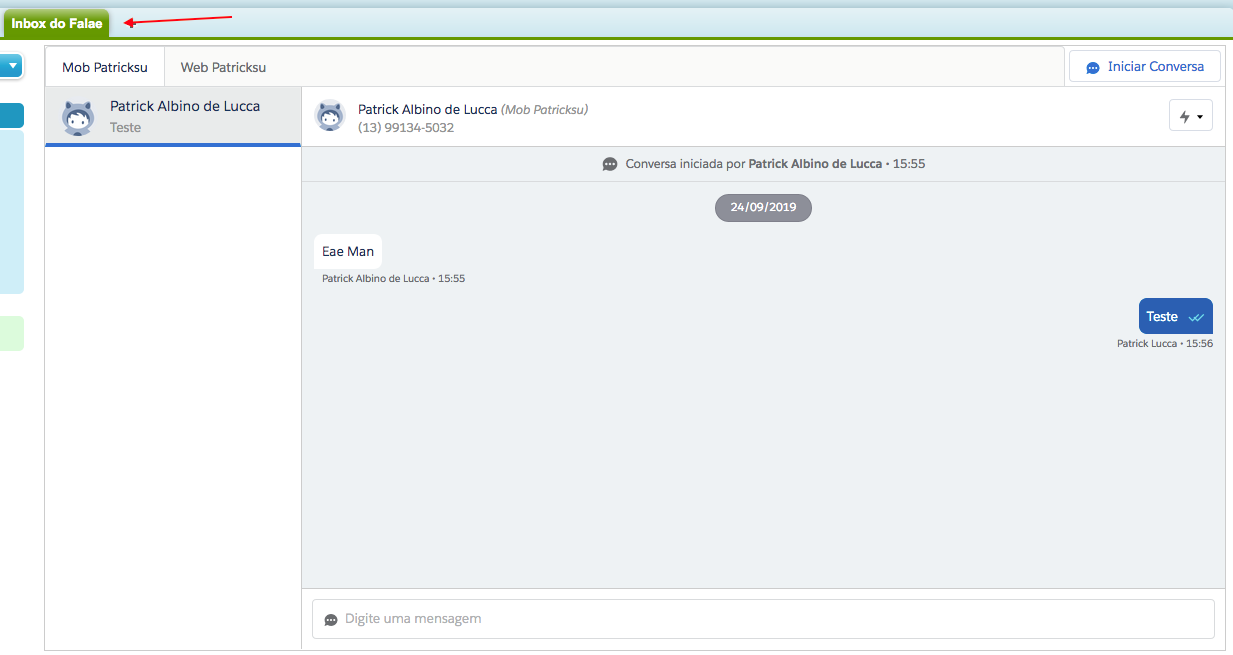 Inbox do Falae
Mob Patricksu
Web Patricksu
Iniciar Conversa
Patrick Albino de Lucca
Teste
Patrick Albino de Lucca (Mob Patricksu)
(13) 99134-5032
Conversa iniciada por Patrick Albino de Lucca • 15:55
24/09/2019
Eae Man
Patrick Albino de Lucca • 15:55
Teste
Patrick Lucca • 15:56
Digite uma mensagem